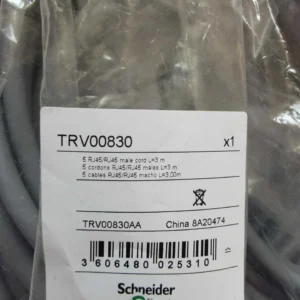 TRV00830 x1
5 RJ45/RJ45 male cord L=3 m
5 cordons RJ45/RJ45 males L=3 m
5 cables RJ45/RJ45 macho L=3,00m
TRV00830AA China 8A20474
3 606480 025310
Schneider